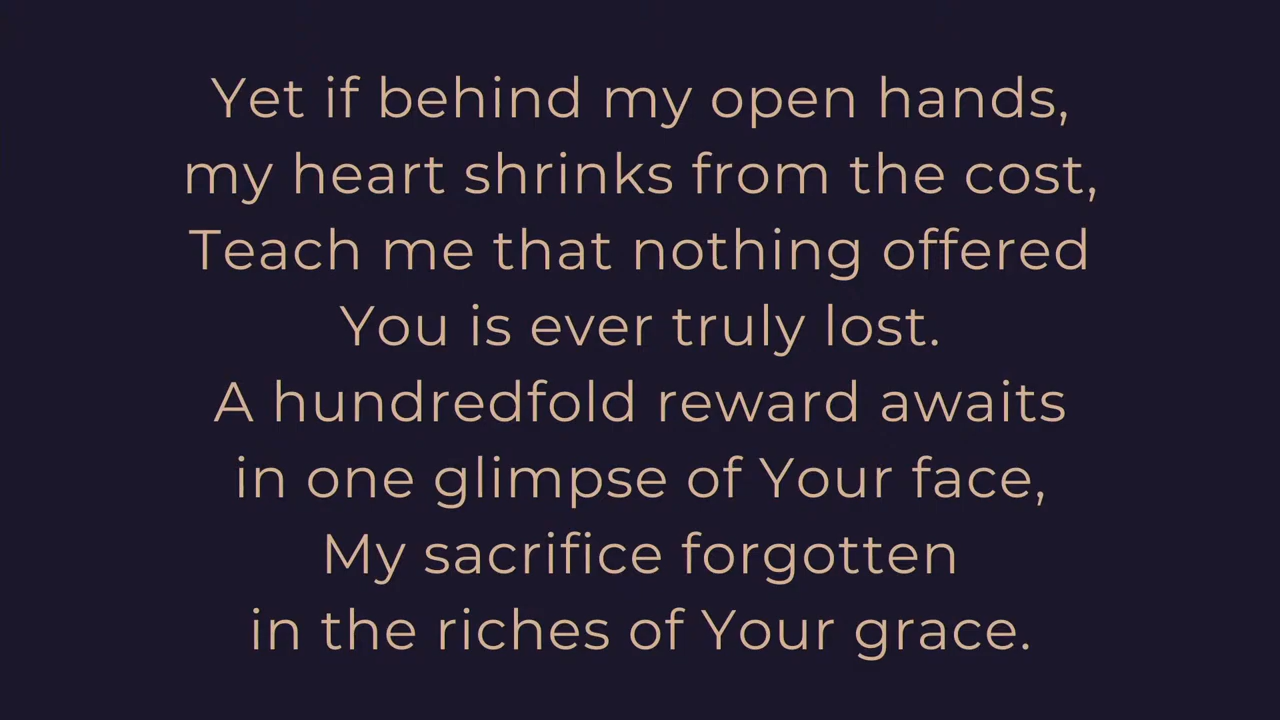 Yet if behind my open hands,
my heart shrinks from the cost,
Teach me that nothing offered
You is ever truly lost.
A hundredfold reward awaits
in one glimpse of Your face,
My sacrifice forgotten
in the riches of Your grace.